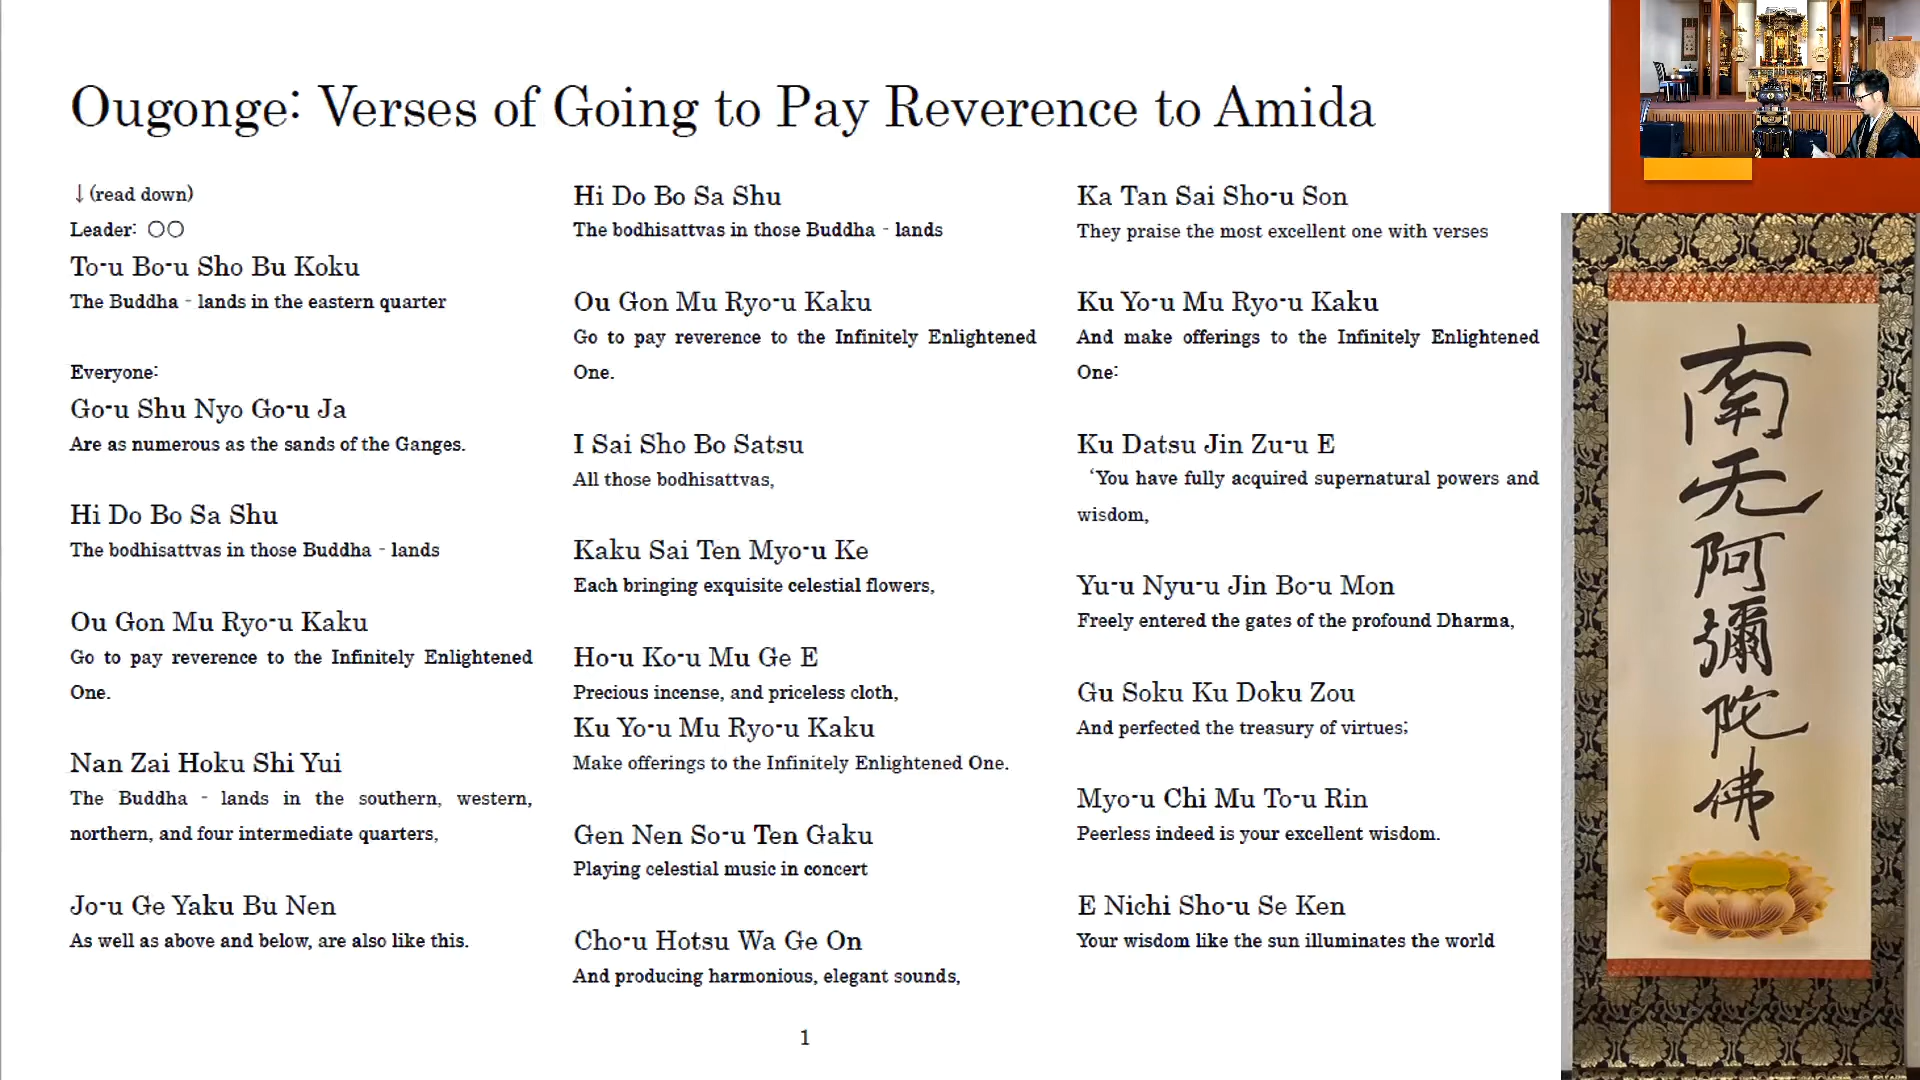 Ougonge: Verses of Going to Pay Reverence to Amida
↓(read down)
Leader: ○○
To-u Bo-u Sho Bu Koku
The Buddha - lands in the eastern quarter
Everyone:
Go-u Shu Nyo Go-u Ja
Are as numerous as the sands of the Ganges.
Hi Do Bo Sa Shu
The bodhisattvas in those Buddha - lands
Ou Gon Mu Ryo-u Kaku
Go to pay reverence to the Infinitely Enlightened
One.
Nan Zai Hoku Shi Yui
The Buddha - lands in the southern, western,
northern, and four intermediate quarters,
Jo-u Ge Yaku Bu Nen
As well as above and below, are also like this.
Hi Do Bo Sa Shu
The bodhisattvas in those Buddha - lands
Ou Gon Mu Ryo-u Kaku
Go to pay reverence to the Infinitely Enlightened
One.
I Sai Sho Bo Satsu
All those bodhisattvas,
Kaku Sai Ten Myo-u Ke
Each bringing exquisite celestial flowers,
Ho-u Ko-u Mu Ge E
Precious incense, and priceless cloth,
Ku Yo-u Mu Ryo-u Kaku
Make offerings to the Infinitely Enlightened One.
Gen Nen So-u Ten Gaku
Playing celestial music in concert
Cho-u Hotsu Wa Ge On
And producing harmonious, elegant sounds,
Ka Tan Sai Sho-u Son
They praise the most excellent one with verses
Ku Yo-u Mu Ryo-u Kaku
And make offerings to the Infinitely Enlightened
One:
Ku Datsu Jin Zu-u E
‘You have fully acquired supernatural powers and
wisdom,
Yu-u Nyu-u Jin Bo-u Mon
Freely entered the gates of the profound Dharma,
Gu Soku Ku Doku Zou
And perfected the treasury of virtues;
Myo-u Chi Mu To-u Rin
Peerless indeed is your excellent wisdom.
E Nichi Sho-u Se Ken
Your wisdom like the sun illuminates the world
1
南无阿彌陀佛